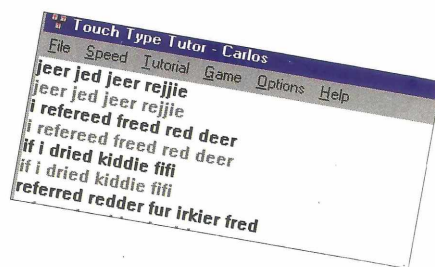 Touch Type Tutor - Carlos
File Speed Tutorial Game Options Help
jeer jed jeer rejjie
jeer jed jeer rejjie
i refereed freed red deer
i refereed freed red deer
if i dried kiddie fifi
if i dried kiddie fifi
referred redder fur irkier fred